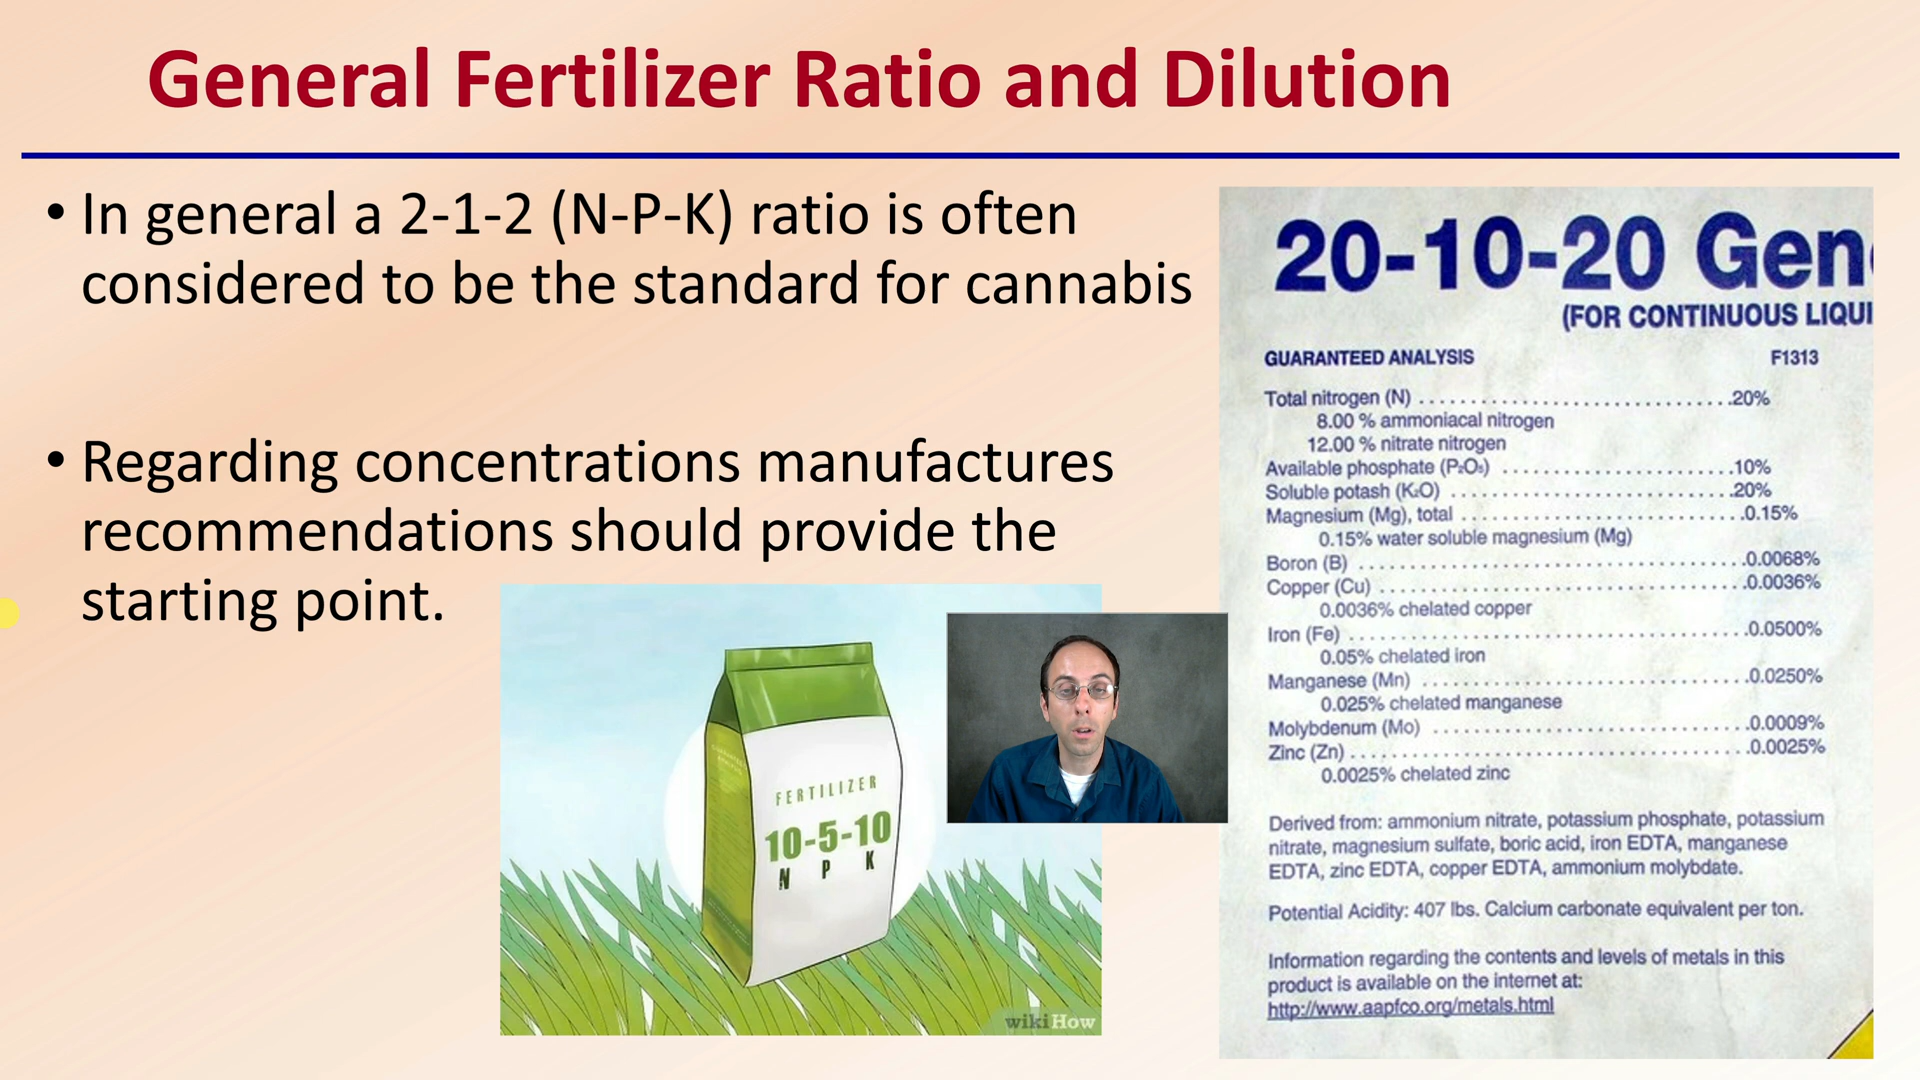 General Fertilizer Ratio and Dilution
• In general a 2-1-2 (N-P-K) ratio is often
considered to be the standard for cannabis
• Regarding concentrations manufactures
recommendations should provide the
starting point.
FERTILIZER
10-5-10
N P K
wikiHow
20-10-20 Gen
(FOR CONTINUOUS LIQUI
GUARANTEED ANALYSIS F1313
Total nitrogen (N) ................................20%
8.00 % ammoniacal nitrogen
12.00 % nitrate nitrogen
Available phosphate (P₂O₅) ........................10%
Soluble potash (K₂O) .............................20%
Magnesium (Mg), total .............................0.15%
0.15% water soluble magnesium (Mg)
Boron (B) ........................................0.0068%
Copper (Cu) .....................................0.0036%
0.0036% chelated copper
Iron (Fe) ........................................0.0500%
0.05% chelated iron
Manganese (Mn) .................................0.0250%
0.025% chelated manganese
Molybdenum (Mo) ................................0.0009%
Zinc (Zn) ........................................0.0025%
0.0025% chelated zinc
Derived from: ammonium nitrate, potassium phosphate, potassium
nitrate, magnesium sulfate, boric acid, iron EDTA, manganese
EDTA, zinc EDTA, copper EDTA, ammonium molybdate.
Potential Acidity: 407 lbs. Calcium carbonate equivalent per ton.
Information regarding the contents and levels of metals in this
product is available on the internet at:
http://www.aapfco.org/metals.html